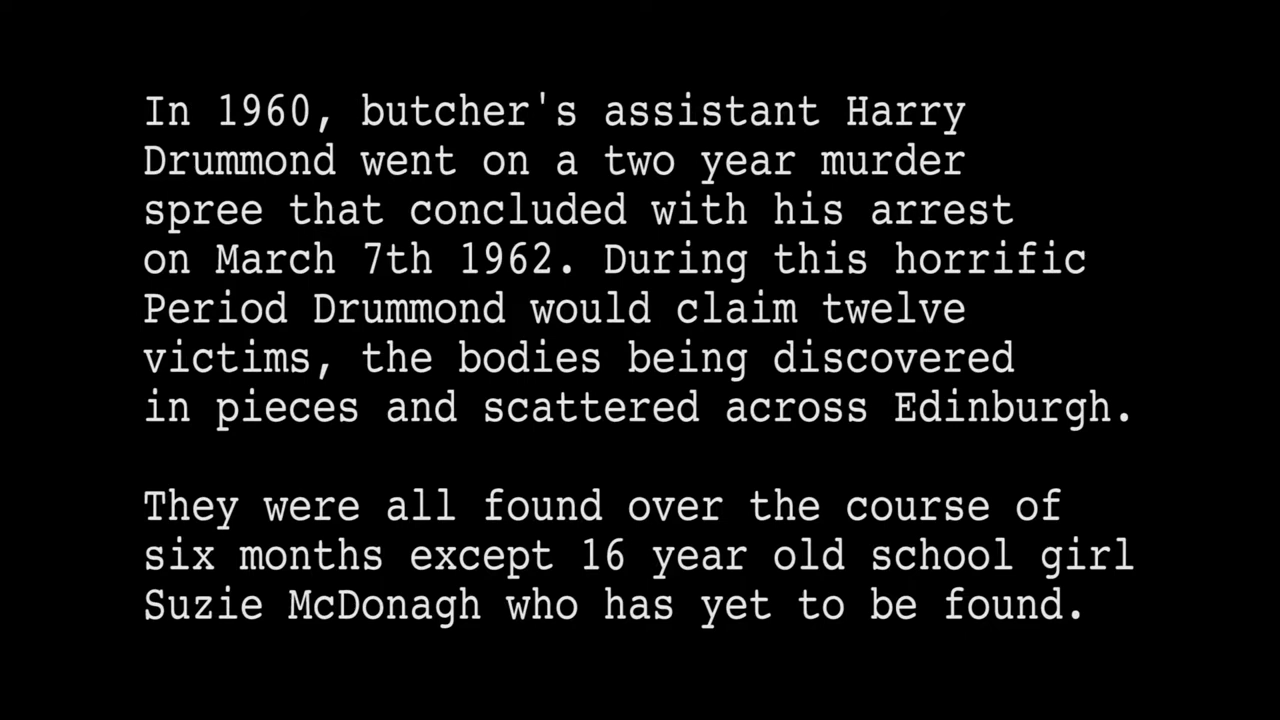 In 1960, butcher's assistant Harry
Drummond went on a two year murder
spree that concluded with his arrest
on March 7th 1962. During this horrific
Period Drummond would claim twelve
victims, the bodies being discovered
in pieces and scattered across Edinburgh.
They were all found over the course of
six months except 16 year old school girl
Suzie McDonagh who has yet to be found.